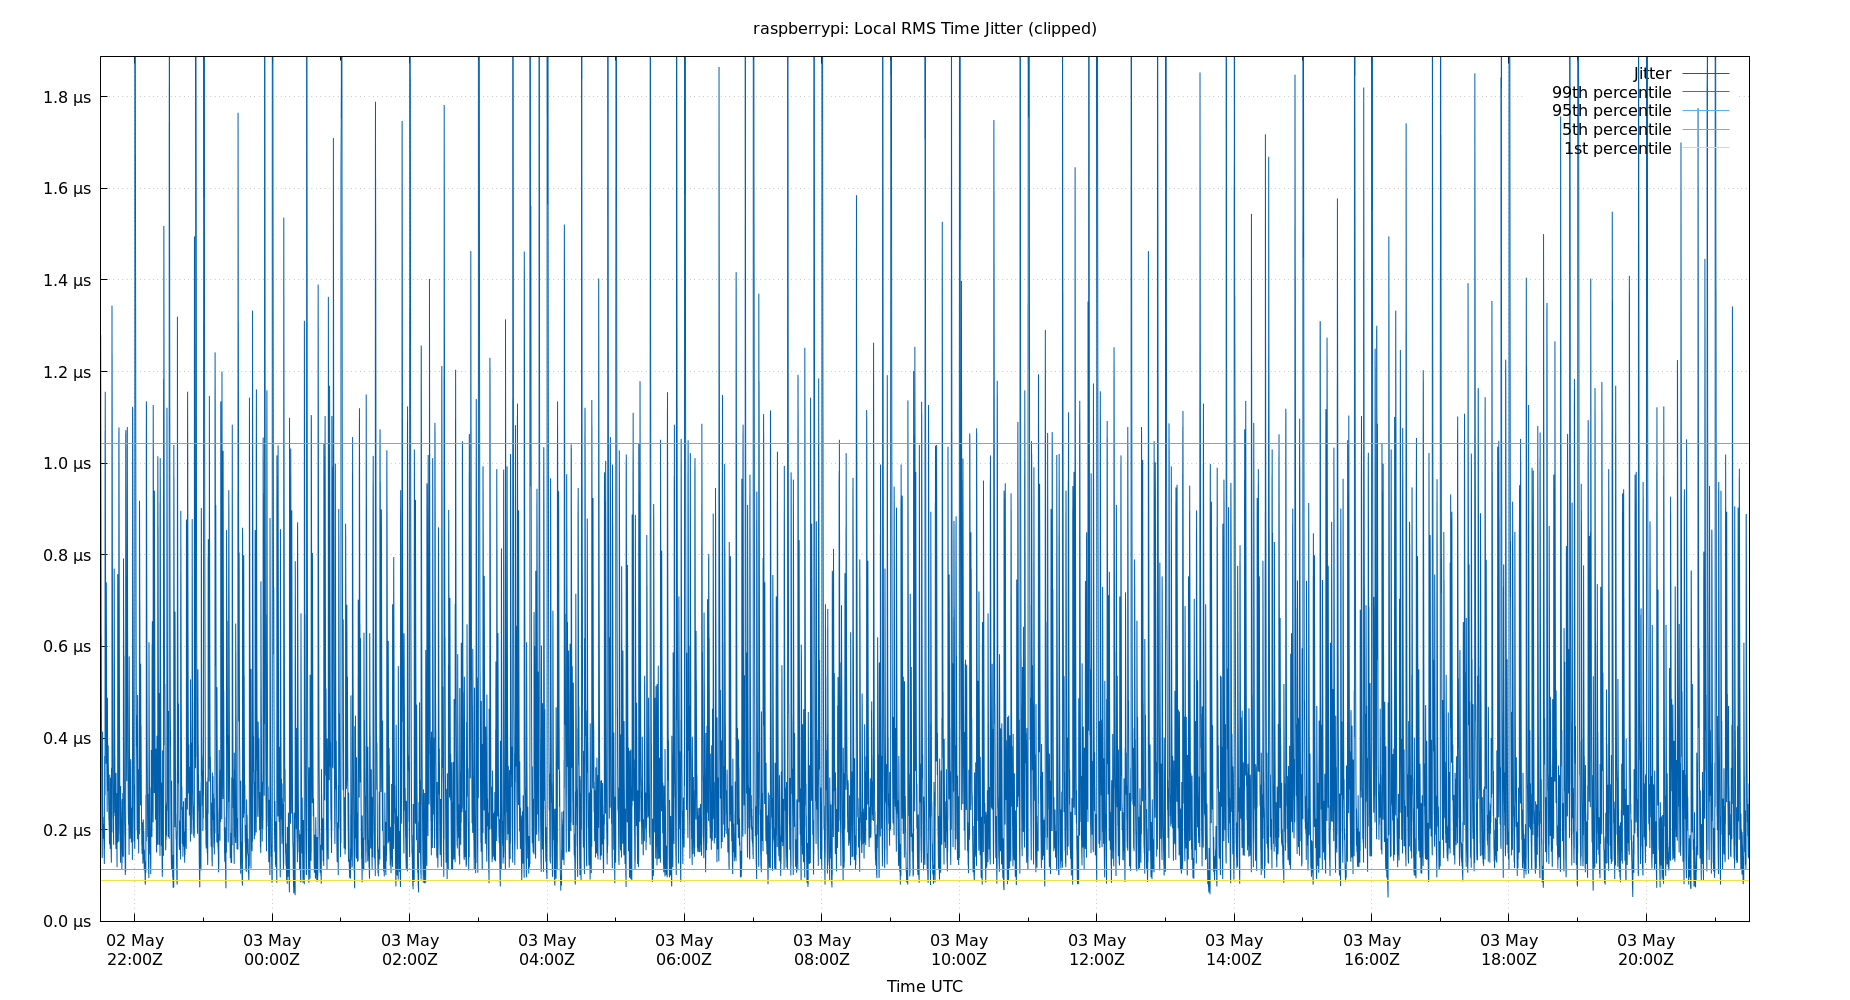 raspberrypi: Local RMS Time Jitter (clipped)
Jitter
99th percentile
95th percentile
5th percentile
1st percentile
1.8 μs
1.6 μs
1.4 μs
1.2 μs
1.0 μs
0.8 μs
0.6 μs
0.4 μs
0.2 μs
0.0 μs
02 May 03 May 03 May 03 May 03 May 03 May 03 May 03 May 03 May 03 May 03 May 03 May
22:00Z 00:00Z 02:00Z 04:00Z 06:00Z 08:00Z 10:00Z 12:00Z 14:00Z 16:00Z 18:00Z 20:00Z
Time UTC